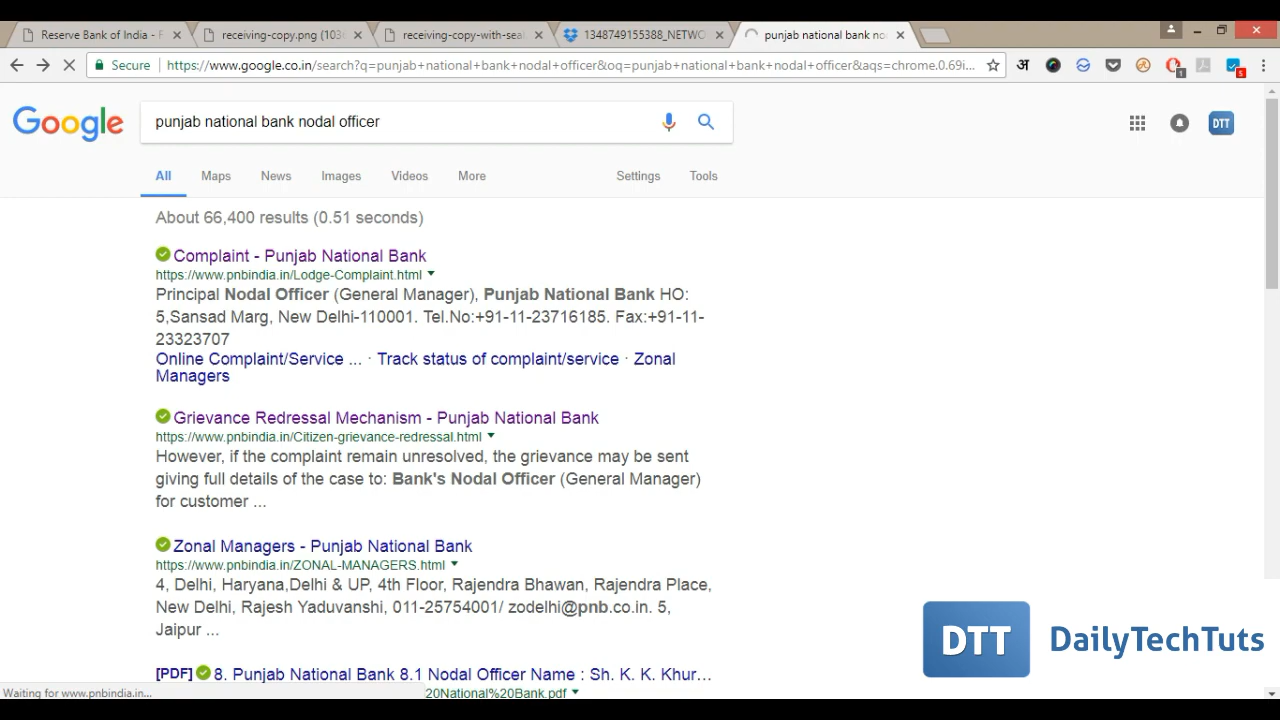 Reserve Bank of India - F
receiving-copy.png (103
receiving-copy-with-seal
1348749155388_NETWO
punjab national bank no
Secure
https://www.google.co.in/search?q=punjab+national+bank+nodal+officer&oq=punjab+national+bank+nodal+officer&aqs=chrome.0.69i...
अ
1
5
Google
punjab national bank nodal officer
DTT
All Maps News Images Videos More Settings Tools
About 66,400 results (0.51 seconds)
Complaint - Punjab National Bank
https://www.pnbindia.in/Lodge-Complaint.html
Principal Nodal Officer (General Manager), Punjab National Bank HO:
5,Sansad Marg, New Delhi-110001. Tel.No:+91-11-23716185. Fax:+91-11-
23323707
Online Complaint/Service ... · Track status of complaint/service · Zonal
Managers
Grievance Redressal Mechanism - Punjab National Bank
https://www.pnbindia.in/Citizen-grievance-redressal.html
However, if the complaint remain unresolved, the grievance may be sent
giving full details of the case to: Bank's Nodal Officer (General Manager)
for customer ...
Zonal Managers - Punjab National Bank
https://www.pnbindia.in/ZONAL-MANAGERS.html
4, Delhi, Haryana,Delhi & UP, 4th Floor, Rajendra Bhawan, Rajendra Place,
New Delhi, Rajesh Yaduvanshi, 011-25754001/ zodelhi@pnb.co.in. 5,
Jaipur ...
[PDF] 8. Punjab National Bank 8.1 Nodal Officer Name : Sh. K. K. Khur...
Waiting for www.pnbindia.in...
20National%20Bank.pdf
DTT DailyTechTuts